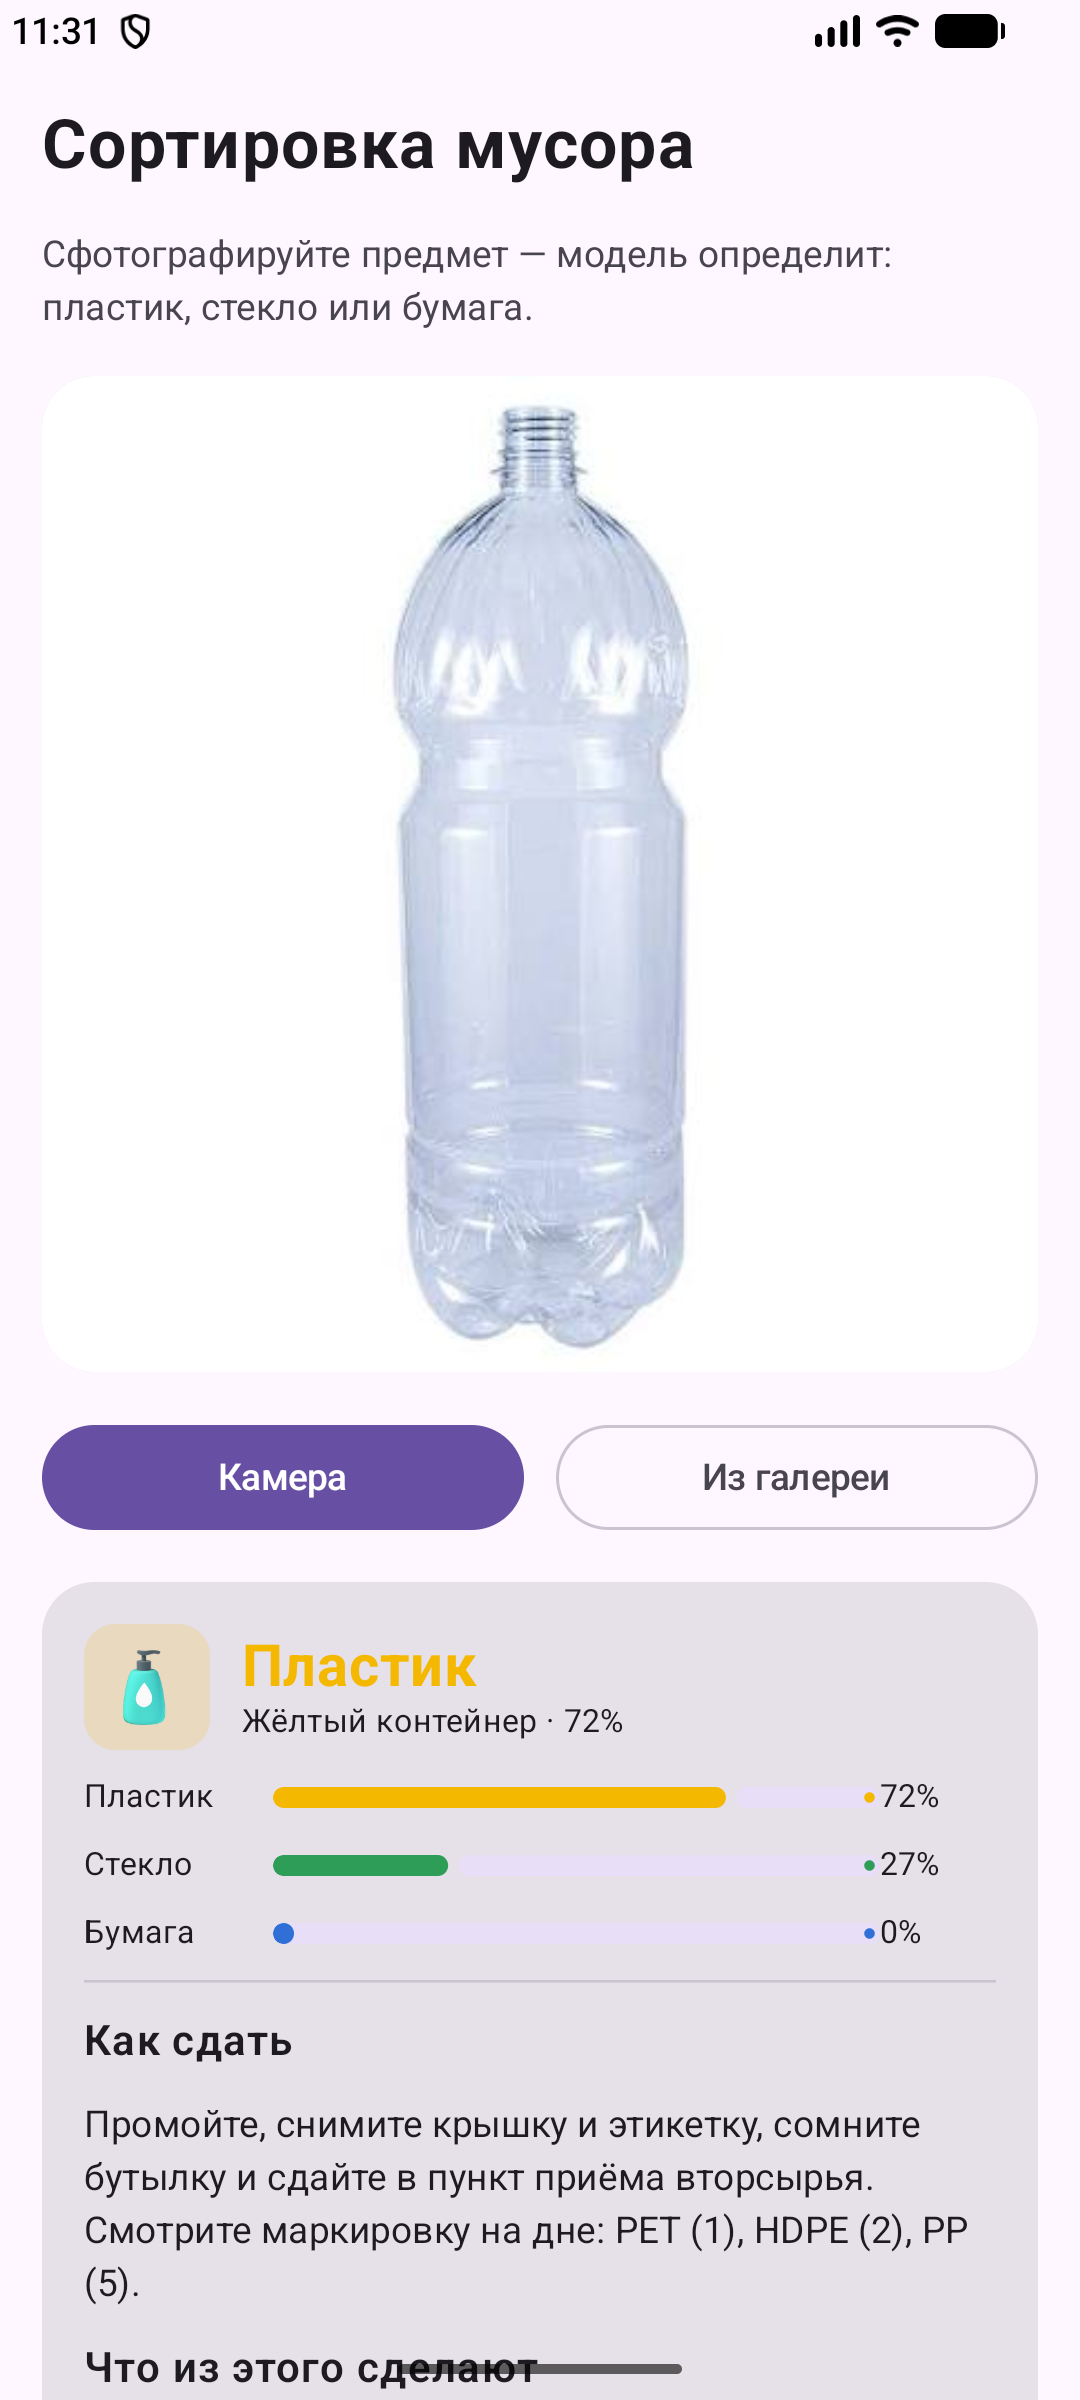 11:31
Сортировка мусора
Сфотографируйте предмет — модель определит:
пластик, стекло или бумага.
Камера
Из галереи
Пластик
Жёлтый контейнер · 72%
Пластик 72%
Стекло 27%
Бумага 0%
Как сдать
Промойте, снимите крышку и этикетку, сомните
бутылку и сдайте в пункт приёма вторсырья.
Смотрите маркировку на дне: PET (1), HDPE (2), PP
(5).
Что из этого сделают